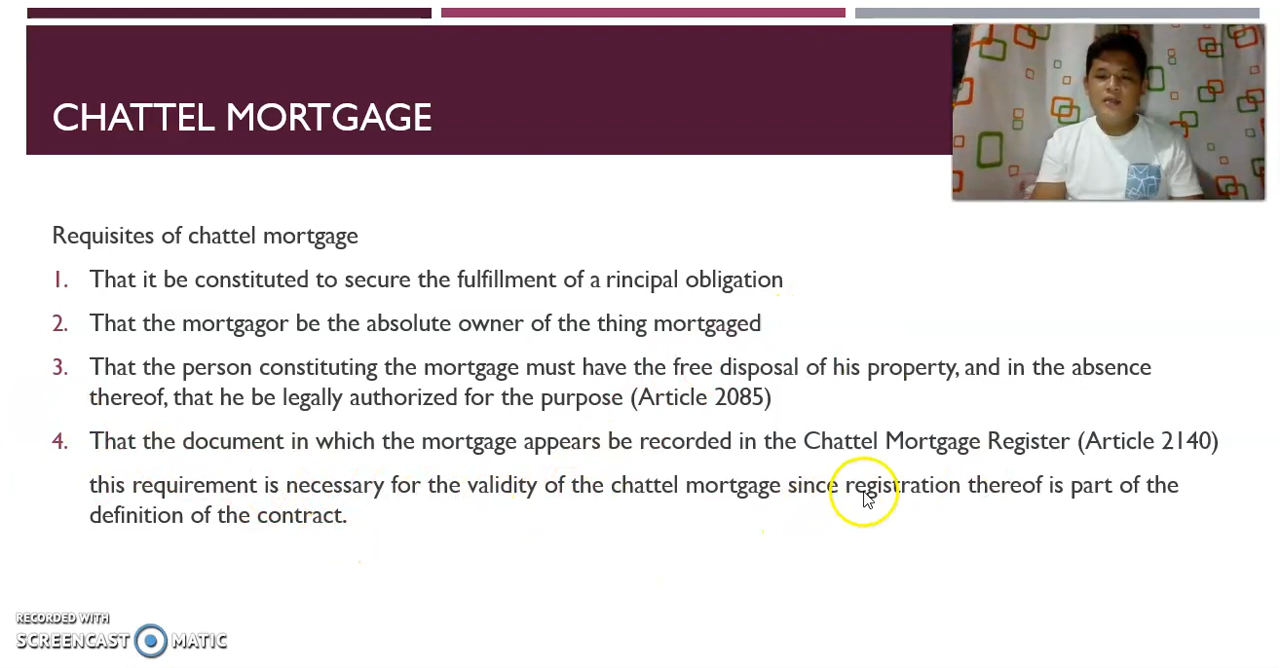 CHATTEL MORTGAGE
Requisites of chattel mortgage
1. That it be constituted to secure the fulfillment of a rincipal obligation
2. That the mortgagor be the absolute owner of the thing mortgaged
3. That the person constituting the mortgage must have the free disposal of his property, and in the absence
thereof, that he be legally authorized for the purpose (Article 2085)
4. That the document in which the mortgage appears be recorded in the Chattel Mortgage Register (Article 2140)
this requirement is necessary for the validity of the chattel mortgage since registration thereof is part of the
definition of the contract.
RECORDED WITH
SCREENCAST MATIC